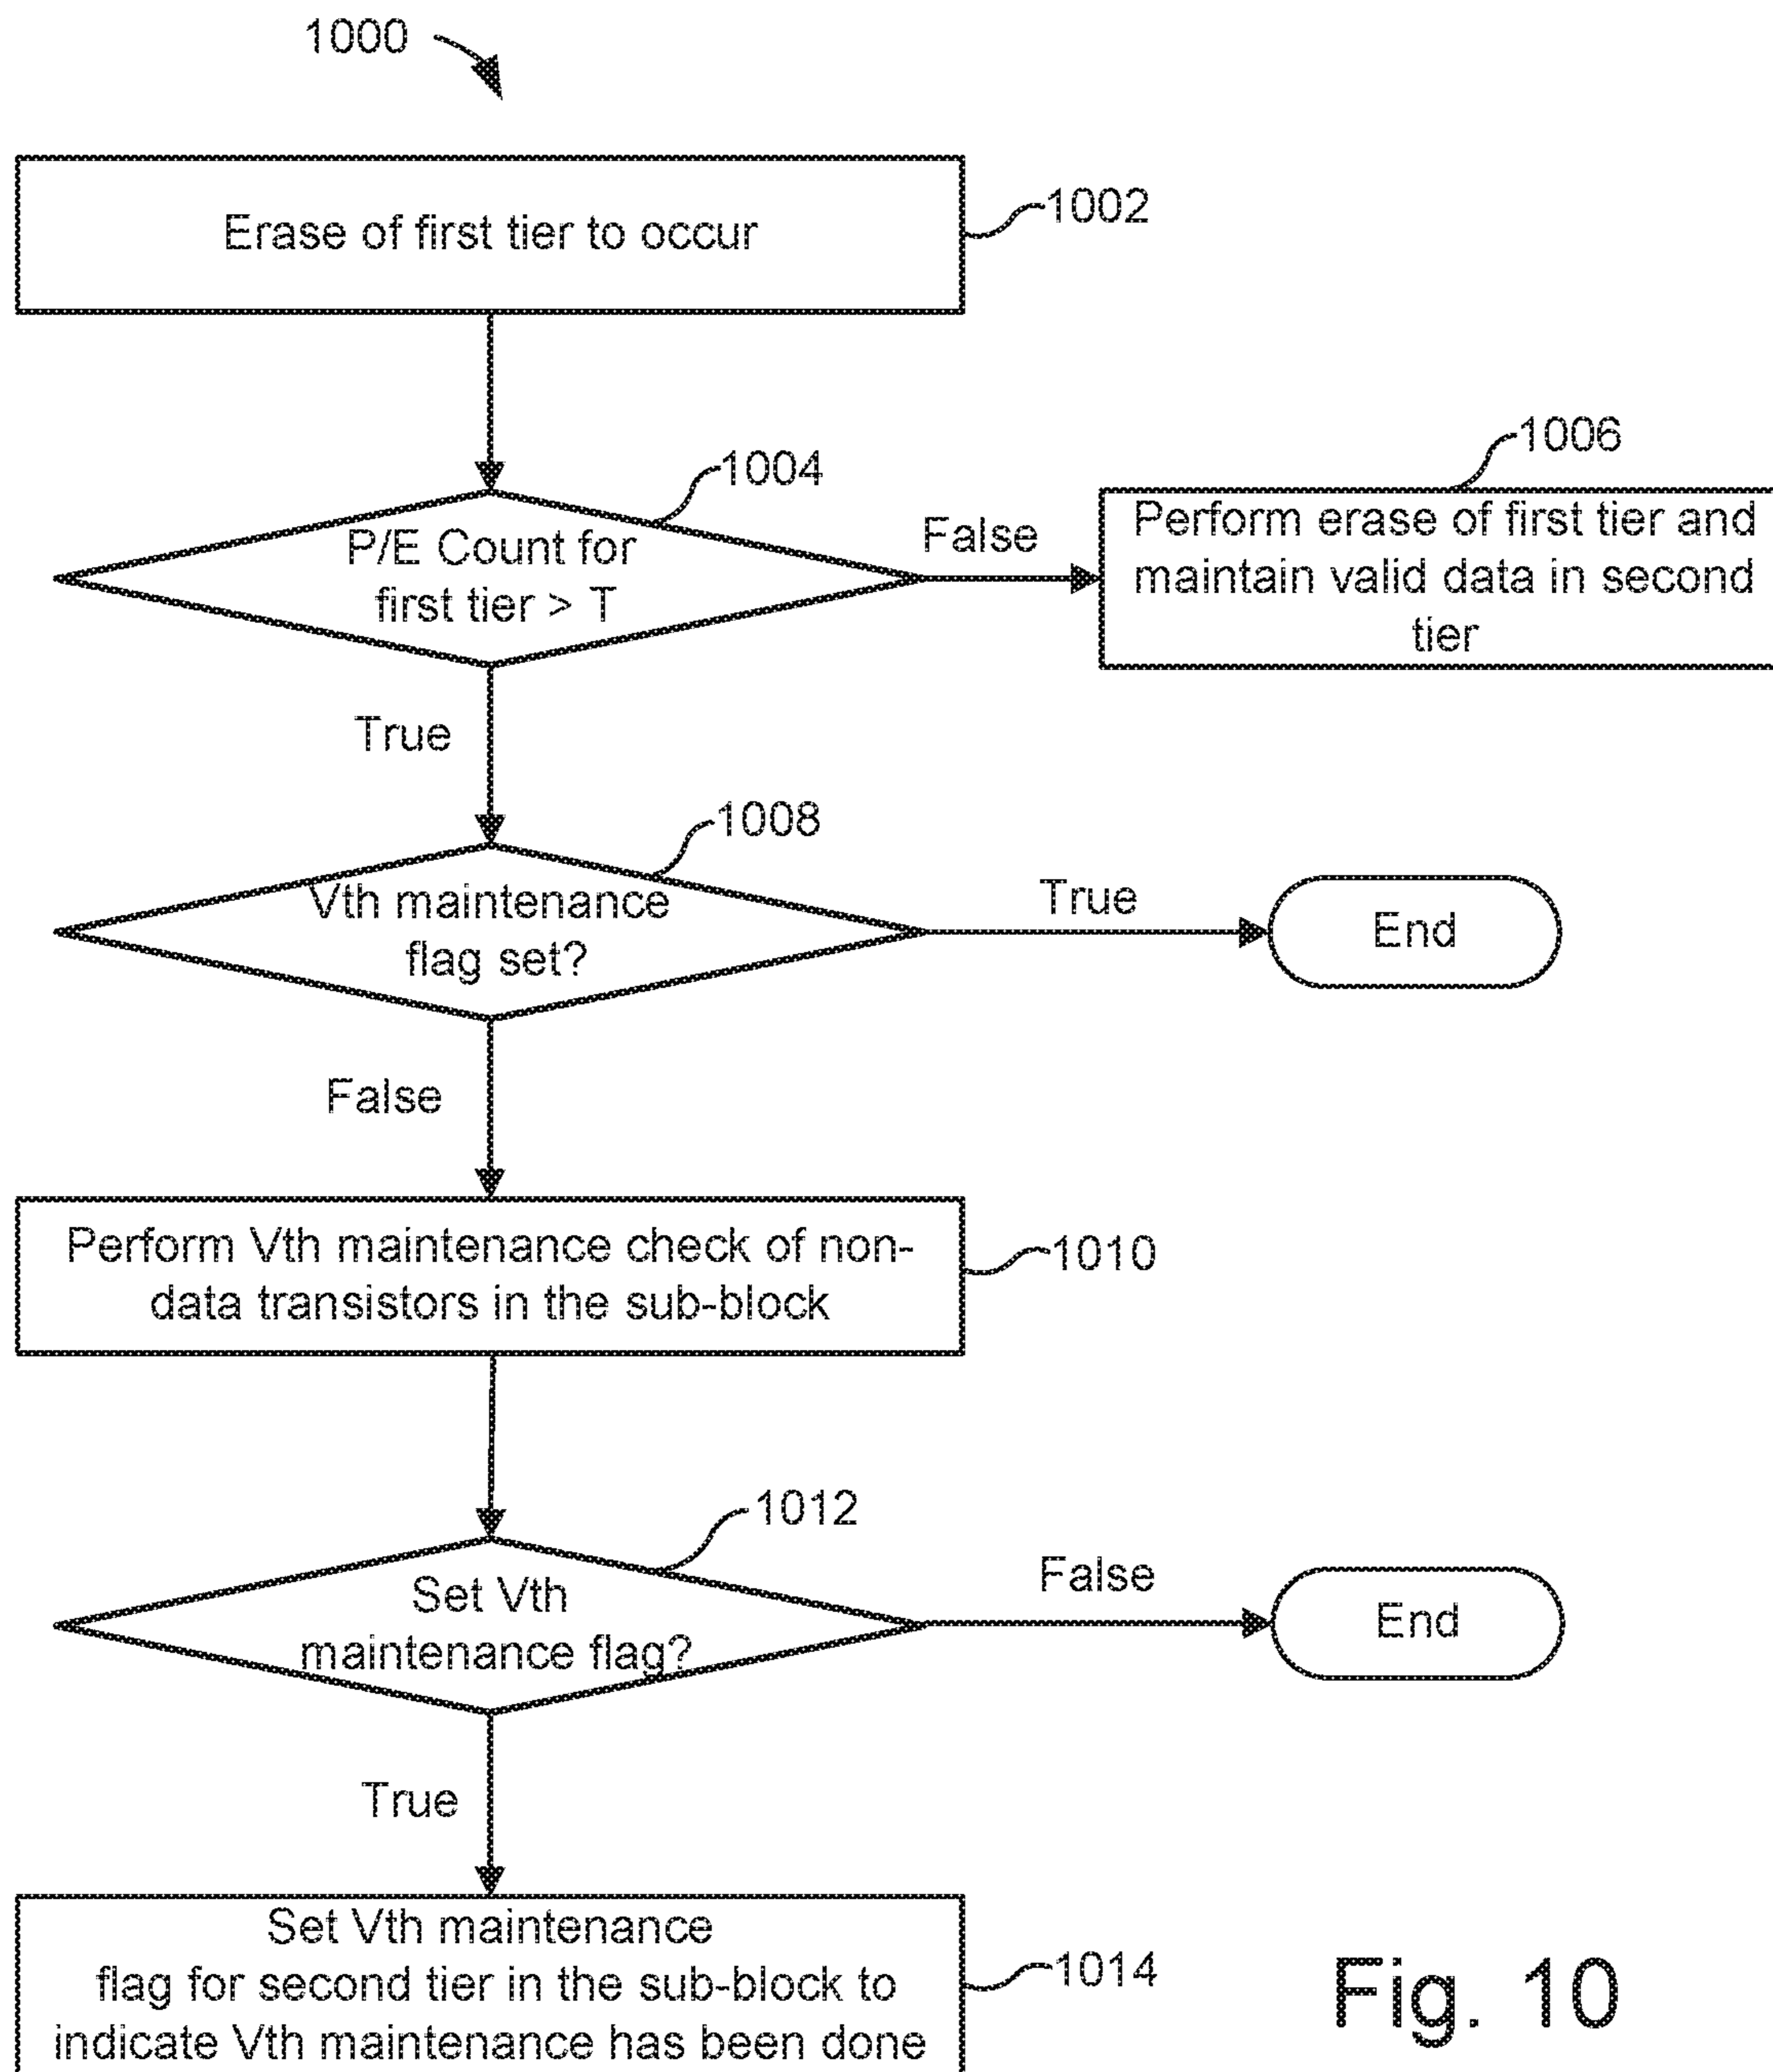 1000
Erase of first tier to occur
1002
1004
P/E Count for
first tier > T
False
1006
Perform erase of first tier and
maintain valid data in second
tier
True
1008
Vth maintenance
flag set?
True
End
False
Perform Vth maintenance check of non-
data transistors in the sub-block
1010
1012
Set Vth
maintenance flag?
False
End
True
Set Vth maintenance
flag for second tier in the sub-block to
indicate Vth maintenance has been done
1014
Fig. 10